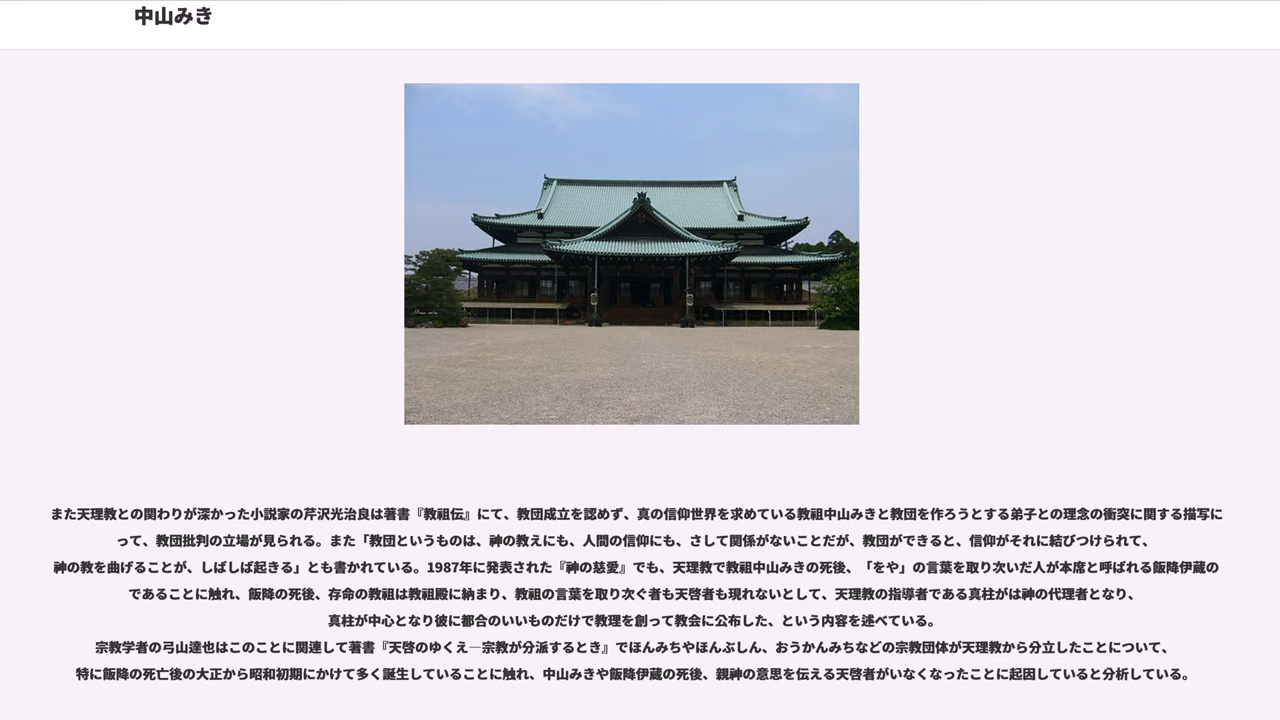 中山みき
また天理教との関わりが深かった小説家の芹沢光治良は著書『教祖伝』にて、教団成立を認めず、真の信仰世界を求めている教祖中山みきと教団を作ろうとする弟子との理念の衝突に関する描写に
って、教団批判の立場が見られる。また「教団というものは、神の教えにも、人間の信仰にも、さして関係がないことだが、教団ができると、信仰がそれに結びつけられて、
神の教を曲げることが、しばしば起きる」とも書かれている。1987年に発表された『神の慈愛』でも、天理教で教祖中山みきの死後、「をや」の言葉を取り次いだ人が本席と呼ばれる飯降伊蔵の
であることに触れ、飯降の死後、存命の教祖は教祖殿に納まり、教祖の言葉を取り次ぐ者も天啓者も現れないとして、天理教の指導者である真柱がは神の代理者となり、
真柱が中心となり彼に都合のいいものだけで教理を創って教会に公布した、という内容を述べている。
宗教学者の弓山達也はこのことに関連して著書『天啓のゆくえ―宗教が分派するとき』でほんみちやほんぶしん、おうかんみちなどの宗教団体が天理教から分立したことについて、
特に飯降の死亡後の大正から昭和初期にかけて多く誕生していることに触れ、中山みきや飯降伊蔵の死後、親神の意思を伝える天啓者がいなくなったことに起因していると分析している。